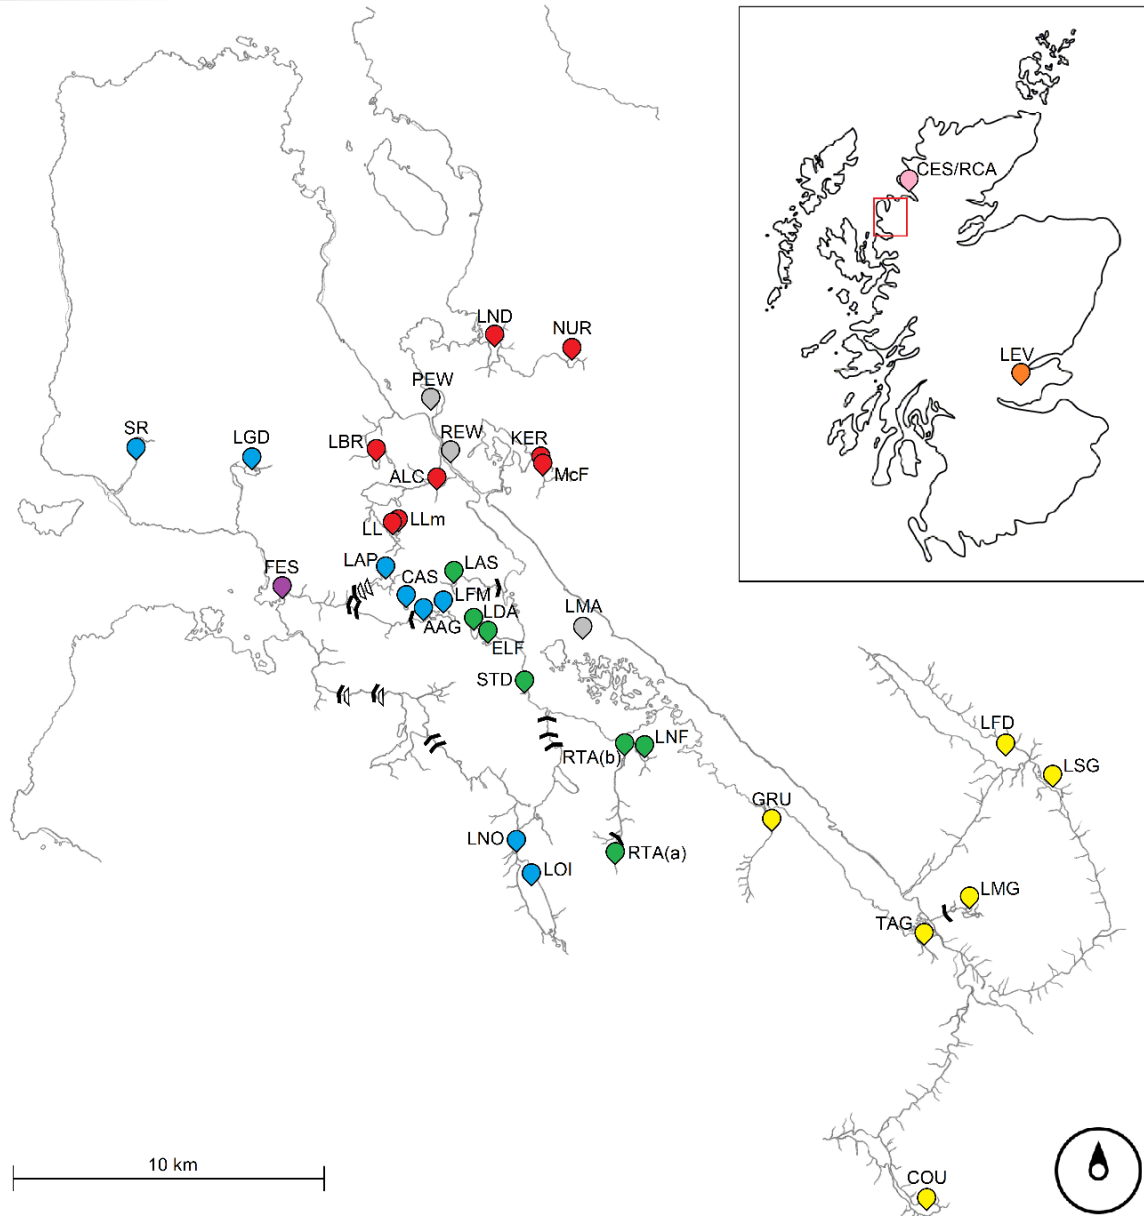 CES/RCA
LEV
LND
NUR
PEW
SR
LGD
LBR
REW
KER
ALC
McF
LL
LLm
LAP
LAS
FES
CAS
LFM
LDA
LMA
AAG
ELF
STD
RTA(b)
LNF
LFD
LSG
GRU
LNO
RTA(a)
LOI
LMG
TAG
10 km
COU